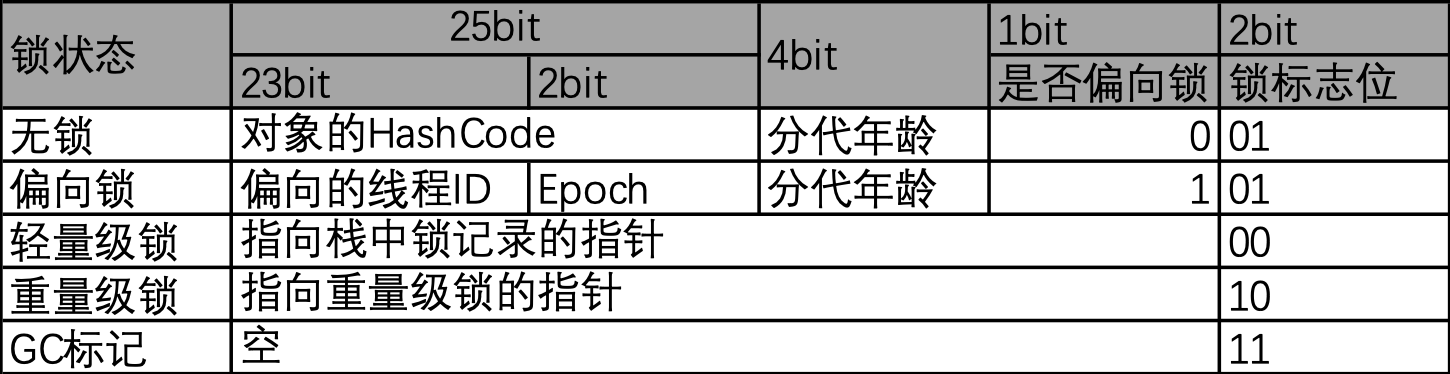 锁状态 25bit 4bit 1bit 2bit
23bit 2bit 是否偏向锁 锁标志位
无锁 对象的HashCode 分代年龄 0 01
偏向锁 偏向的线程ID Epoch 分代年龄 1 01
轻量级锁 指向栈中锁记录的指针 00
重量级锁 指向重量级锁的指针 10
GC标记 空 11